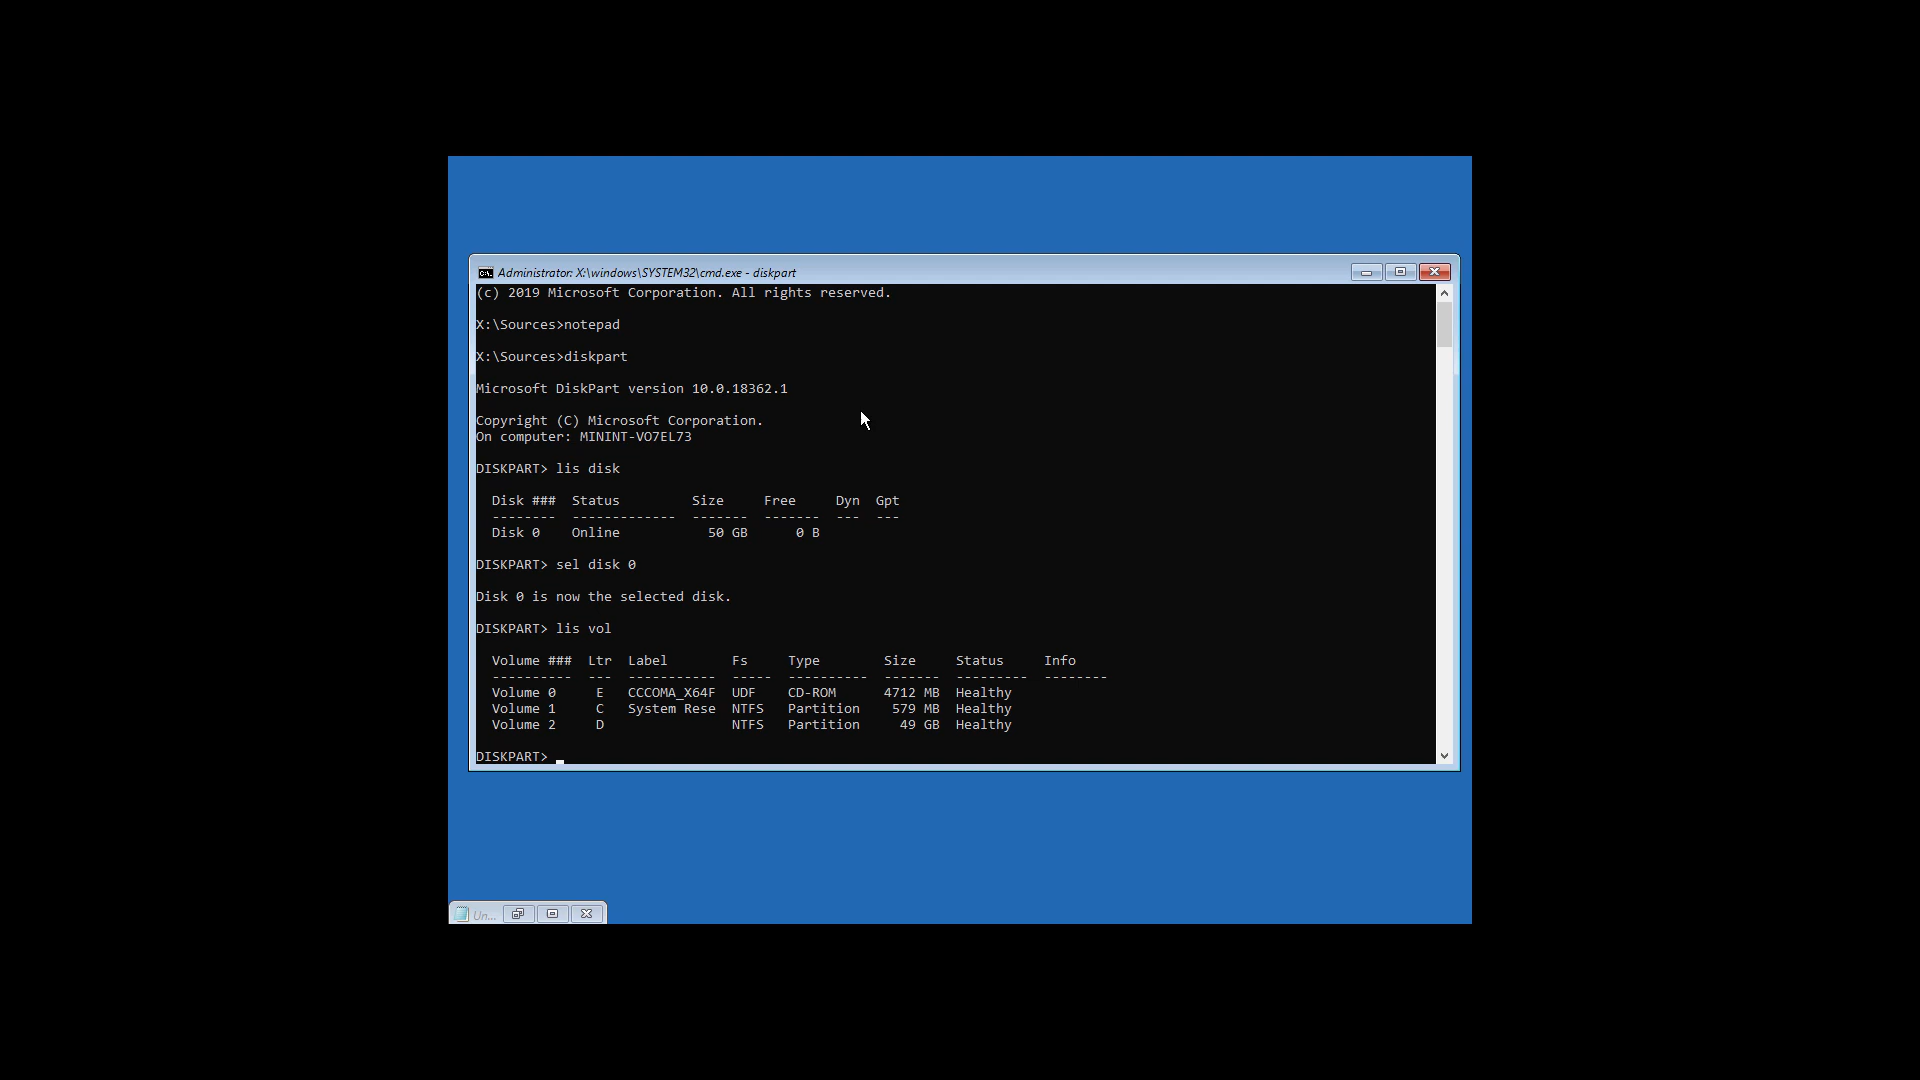 Administrator: X:\windows\SYSTEM32\cmd.exe - diskpart
(c) 2019 Microsoft Corporation. All rights reserved.
X:\Sources>notepad
X:\Sources>diskpart
Microsoft DiskPart version 10.0.18362.1
Copyright (C) Microsoft Corporation.
On computer: MININT-VO7EL73
DISKPART> lis disk
Disk ###  Status         Size     Free     Dyn  Gpt
--------  -------------  -------  -------  ---  ---
Disk 0    Online           50 GB      0 B
DISKPART> sel disk 0
Disk 0 is now the selected disk.
DISKPART> lis vol
Volume ###  Ltr  Label        Fs     Type        Size     Status     Info
----------  ---  -----------  -----  ----------  -------  ---------  --------
Volume 0     E   CCCOMA_X64F  UDF    CD-ROM      4712 MB  Healthy
Volume 1     C   System Rese  NTFS   Partition    579 MB  Healthy
Volume 2     D                NTFS   Partition     49 GB  Healthy
DISKPART>
Un...